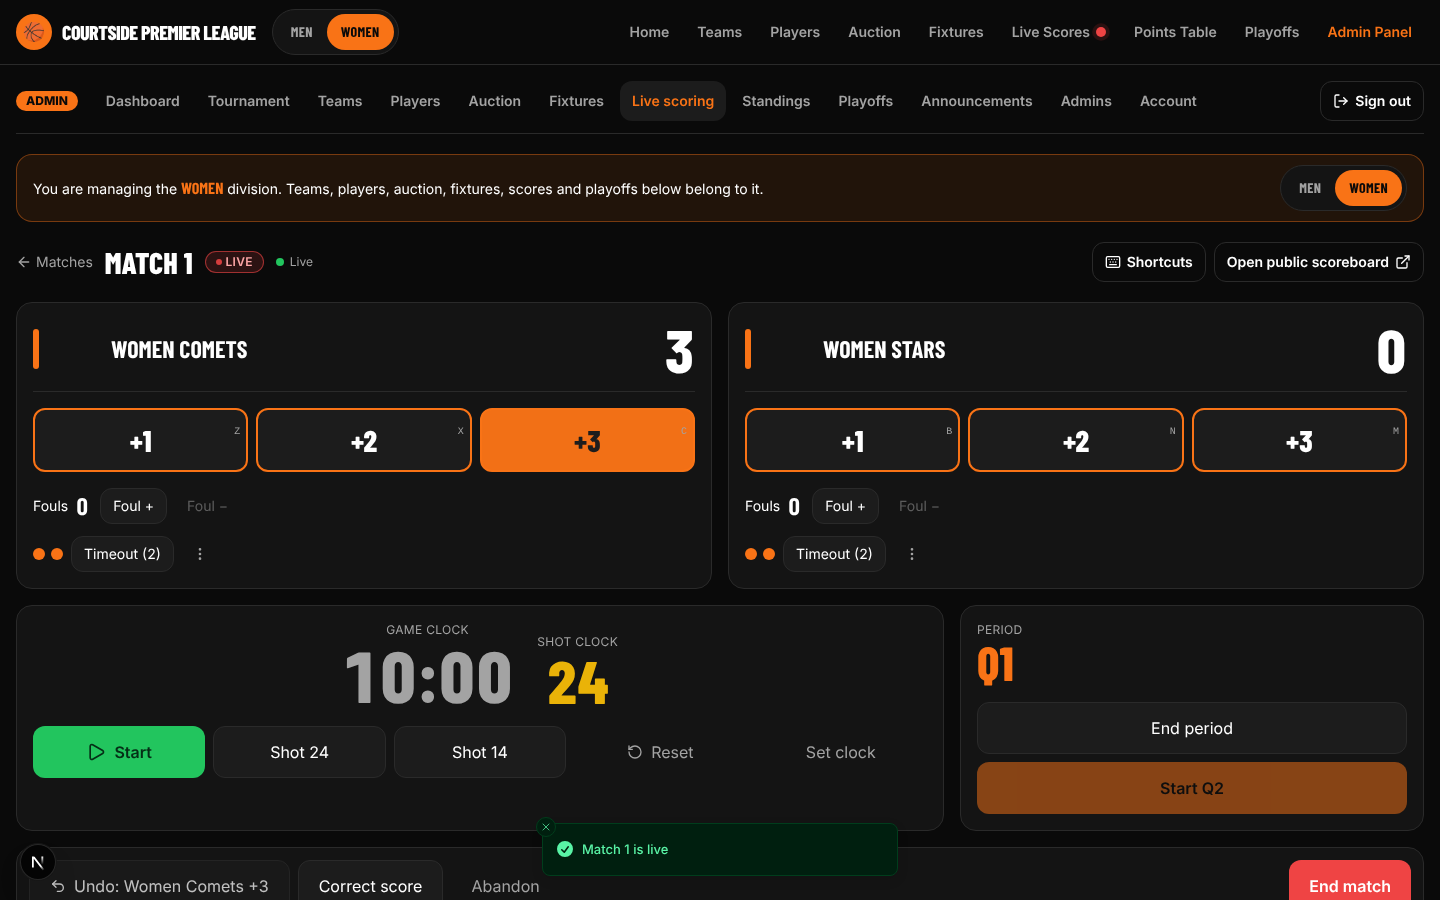 COURTSIDE PREMIER LEAGUE
MEN WOMEN
Home Teams Players Auction Fixtures Live Scores Points Table Playoffs Admin Panel
ADMIN Dashboard Tournament Teams Players Auction Fixtures Live scoring Standings Playoffs Announcements Admins Account Sign out
You are managing the WOMEN division. Teams, players, auction, fixtures, scores and playoffs below belong to it. MEN WOMEN
Matches MATCH 1 LIVE Live Shortcuts Open public scoreboard
WOMEN COMETS 3
+1 Z +2 X +3 C
Fouls 0 Foul + Foul –
Timeout (2)
WOMEN STARS 0
+1 B +2 N +3 M
Fouls 0 Foul + Foul –
Timeout (2)
GAME CLOCK
10:00
SHOT CLOCK
24
Start Shot 24 Shot 14 Reset Set clock
PERIOD
Q1
End period
Start Q2
Match 1 is live
N
Undo: Women Comets +3 Correct score Abandon End match